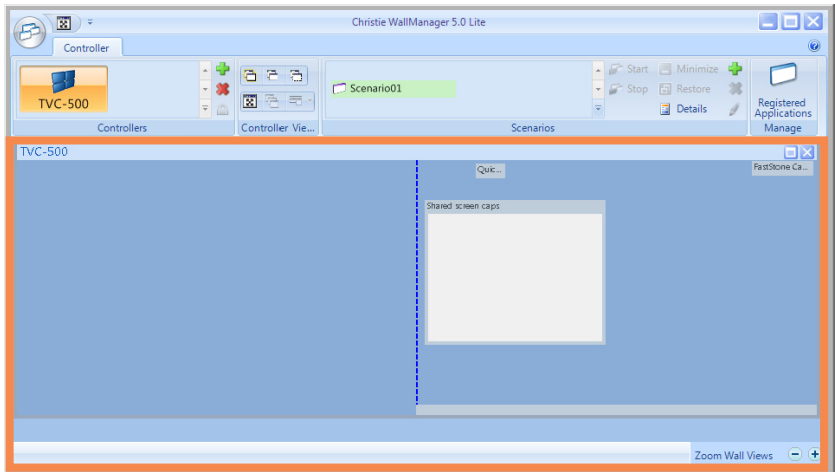 Christie WallManager 5.0 Lite
Controller
TVC-500
Scenario01
Start
Minimize
Stop
Restore
Details
Registered
Applications
Controllers
Controller Vie...
Scenarios
Manage
TVC-500
Quic...
FastStone Ca...
Shared screen caps
Zoom Wall Views